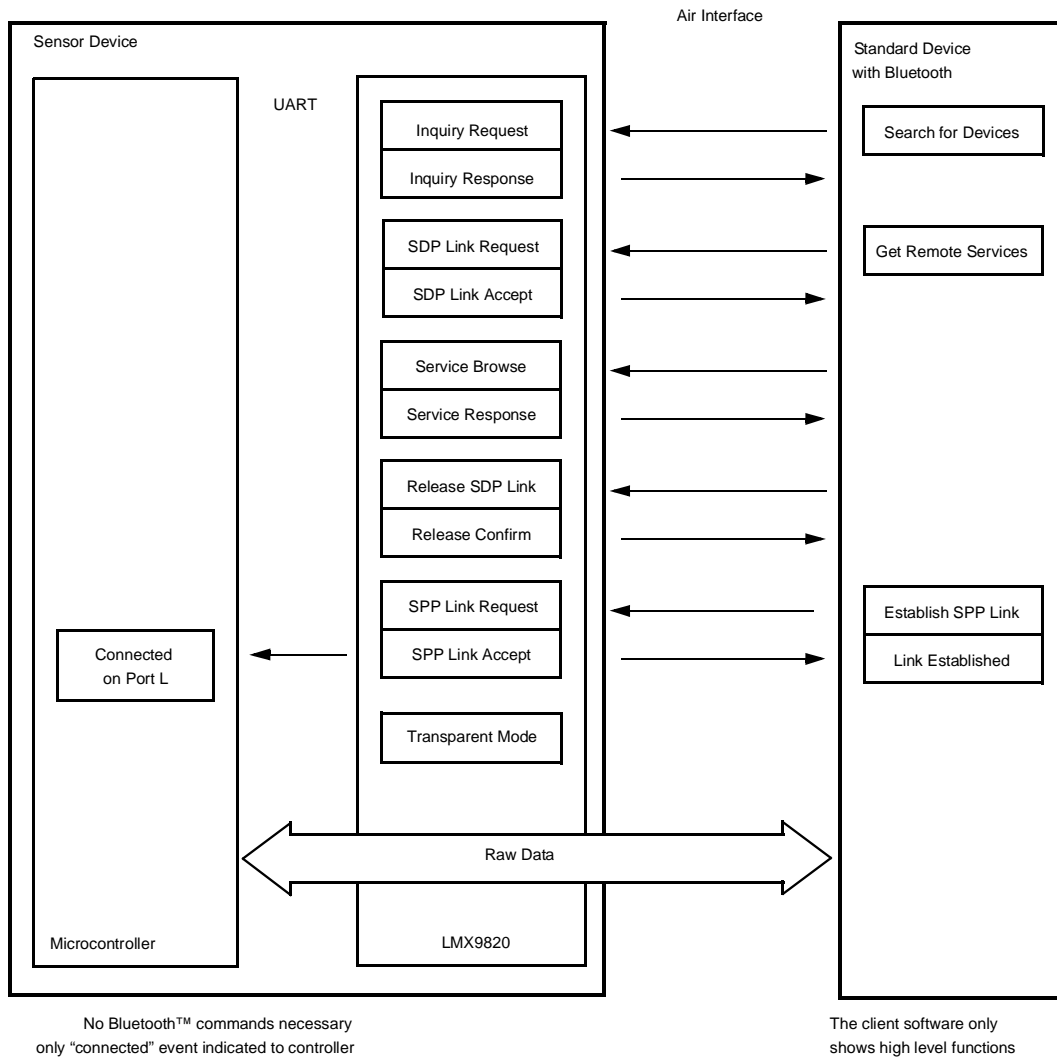 Air Interface
Sensor Device
Standard Device
with Bluetooth
UART
Inquiry Request
Search for Devices
Inquiry Response
SDP Link Request
Get Remote Services
SDP Link Accept
Service Browse
Service Response
Release SDP Link
Release Confirm
SPP Link Request
Establish SPP Link
Connected
on Port L
SPP Link Accept
Link Established
Transparent Mode
Raw Data
Microcontroller
LMX9820
No Bluetooth™ commands necessary
only “connected” event indicated to controller
The client software only
shows high level functions